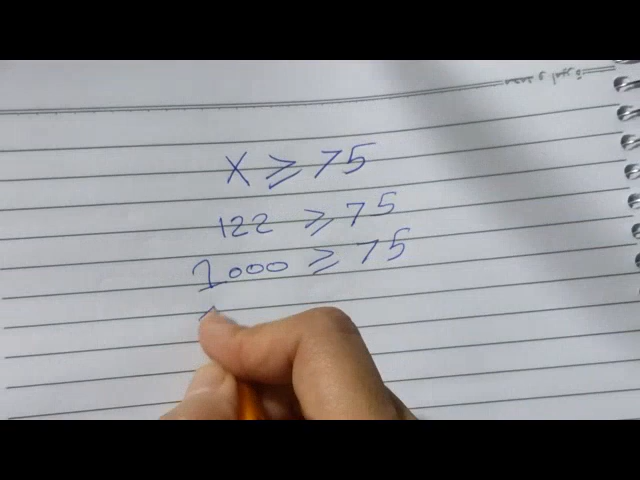 x ⩾ 75
122 ⩾ 75
1000 ⩾ 75